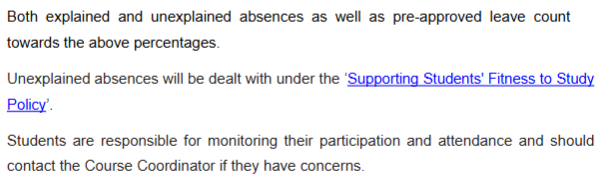 Both explained and unexplained absences as well as pre-approved leave count
towards the above percentages.
Unexplained absences will be dealt with under the ‘Supporting Students' Fitness to Study
Policy’.
Students are responsible for monitoring their participation and attendance and should
contact the Course Coordinator if they have concerns.